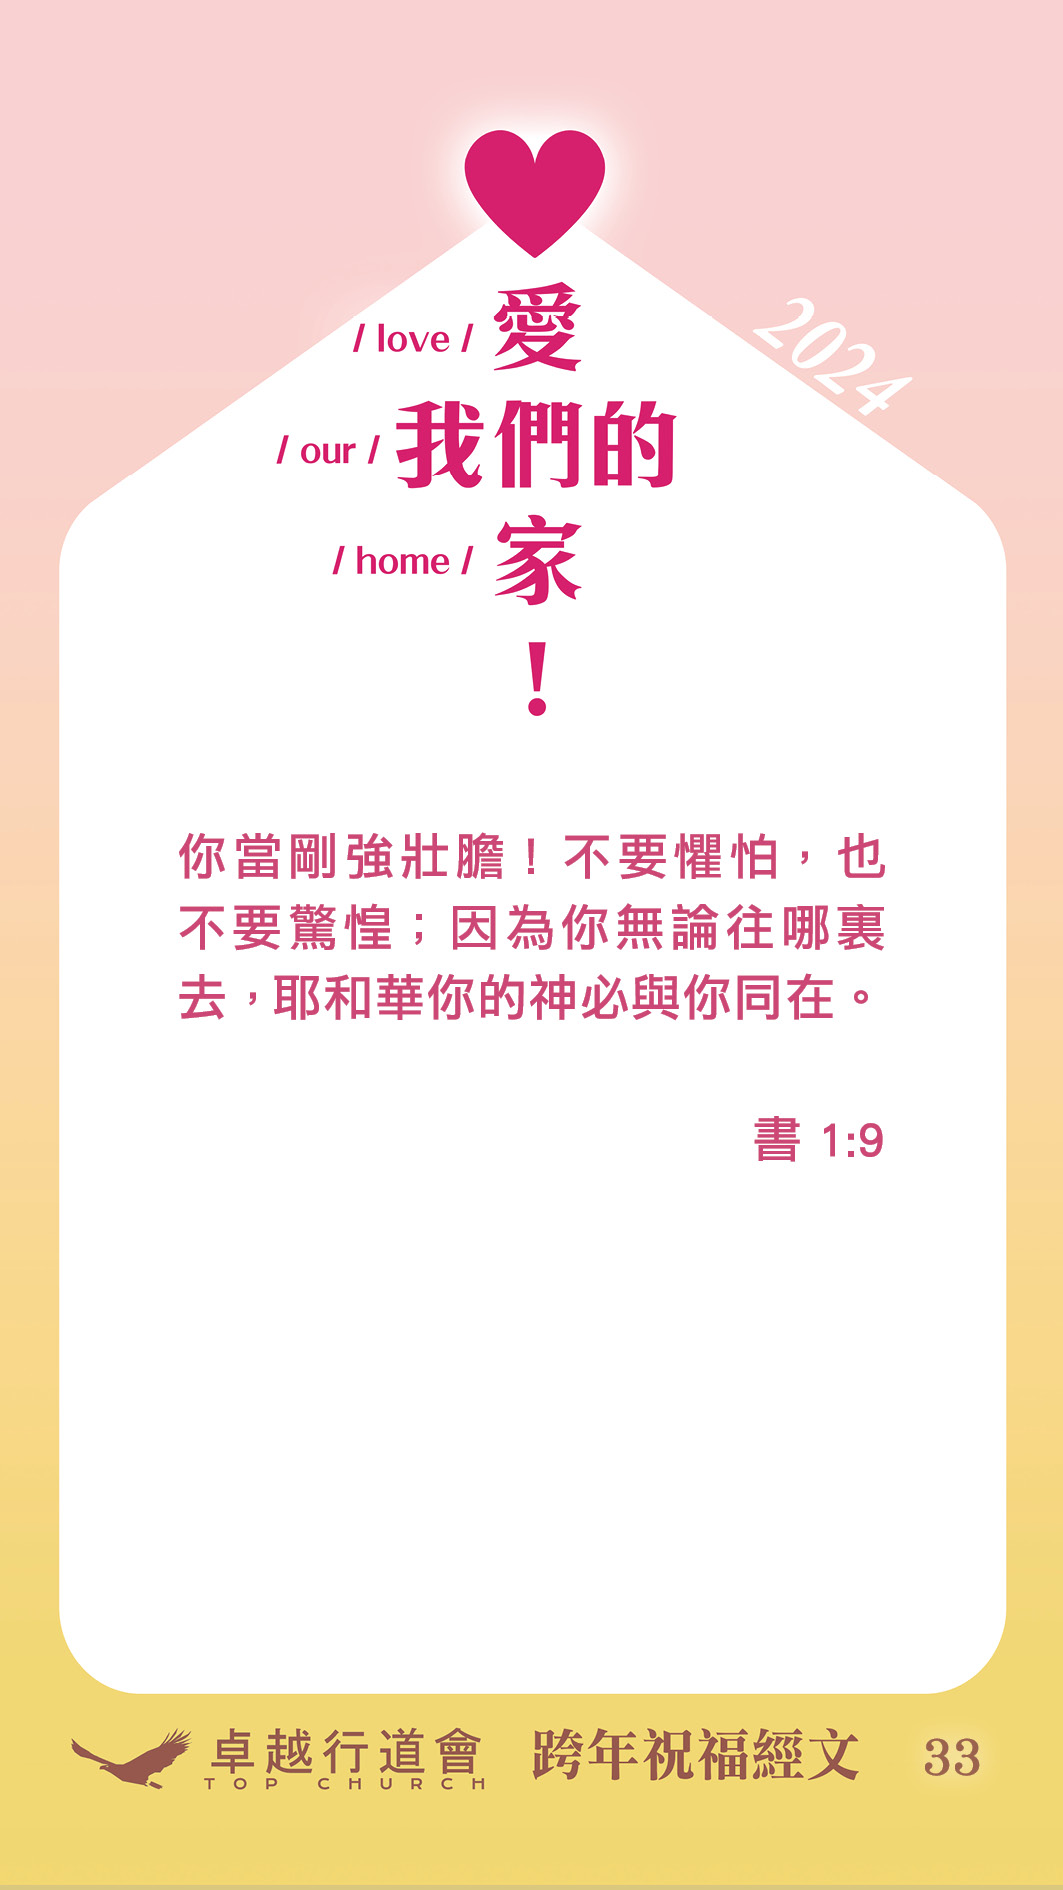 / love / 愛
2024
/ our / 我們的
/ home / 家
!
你當剛強壯膽！不要懼怕，也
不要驚惶；因為你無論往哪裏
去，耶和華你的神必與你同在。
書 1:9
卓越行道會
TOP CHURCH
跨年祝福經文
33